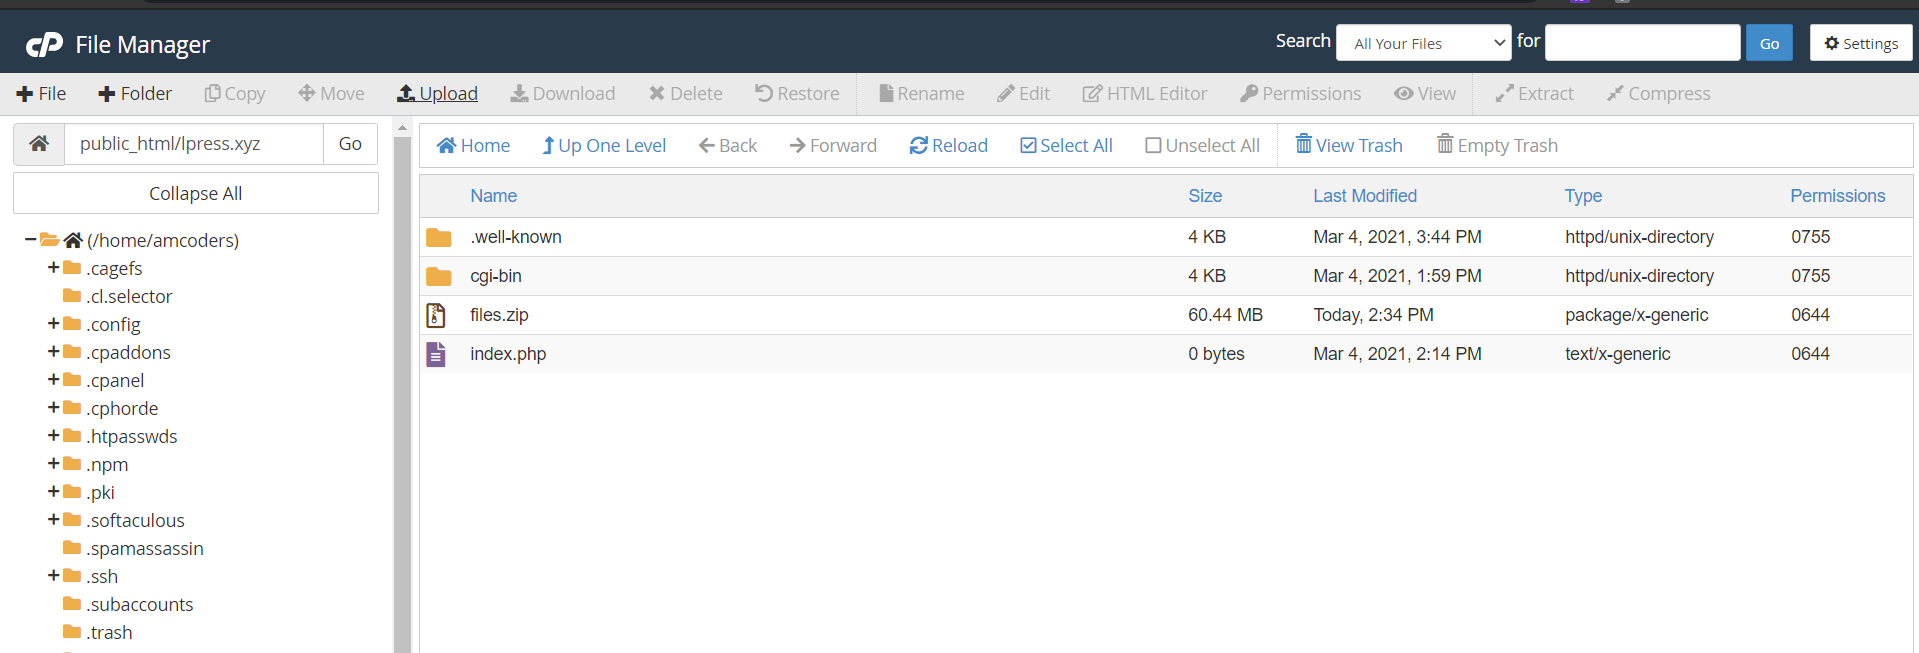 cP File Manager Search All Your Files for Go Settings
File Folder Copy Move Upload Download Delete Restore Rename Edit HTML Editor Permissions View Extract Compress
public_html/lpress.xyz Go
Collapse All
(/home/amcoders)
.cagefs
.cl.selector
.config
.cpaddons
.cpanel
.cphorde
.htpasswds
.npm
.pki
.softaculous
.spamassassin
.ssh
.subaccounts
.trash
Home Up One Level Back Forward Reload Select All Unselect All View Trash Empty Trash
Name Size Last Modified Type Permissions
.well-known 4 KB Mar 4, 2021, 3:44 PM httpd/unix-directory 0755
cgi-bin 4 KB Mar 4, 2021, 1:59 PM httpd/unix-directory 0755
files.zip 60.44 MB Today, 2:34 PM package/x-generic 0644
index.php 0 bytes Mar 4, 2021, 2:14 PM text/x-generic 0644